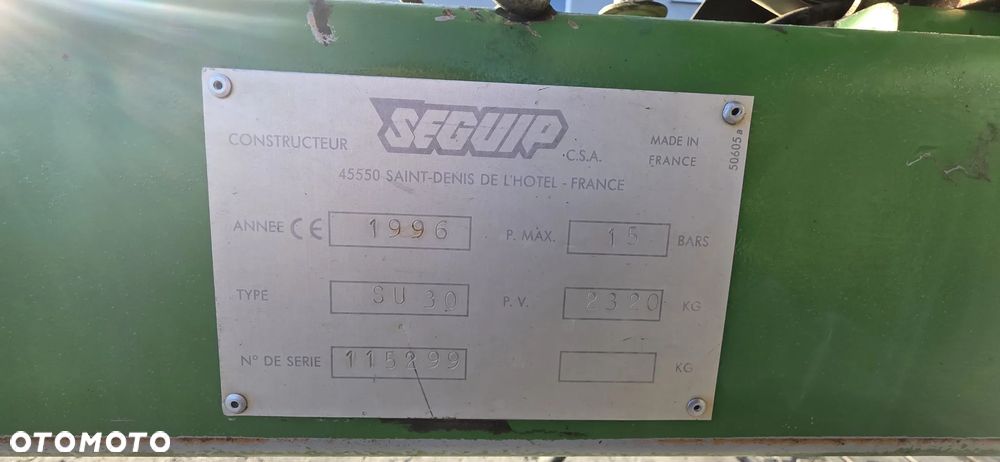 CONSTRUCTEUR SEGUIP C.S.A. MADE IN FRANCE
45550 SAINT-DENIS DE L'HOTEL - FRANCE
50605a
ANNEE CE 1996 P. MAX. 15 BARS
TYPE SU 30 P.V. 2320 KG
N° DE SERIE 115299 KG
OTOMOTO